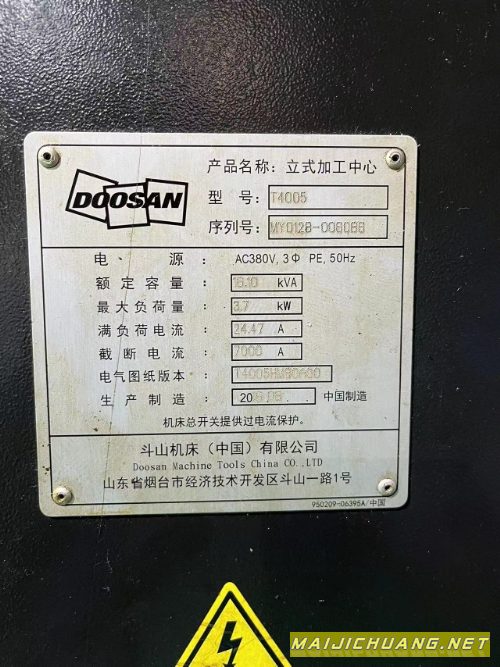 DOOSAN
产品名称: 立式加工中心
型 号: T4005
序列号:
电 源 : AC380V, 3Φ PE, 50Hz
额定容量 : kVA
最大负荷量 : 3.7 kW
满负荷电流 : 24.47 A
截断电流 : 7000 A
电气图纸版本 :
生产制造 : 中国制造
机床总开关提供过电流保护。
斗山机床（中国）有限公司
Doosan Machine Tools China CO.,LTD
山东省烟台市经济技术开发区斗山一路1号
950209-06395A/中国
MAIJICHUANG.NET